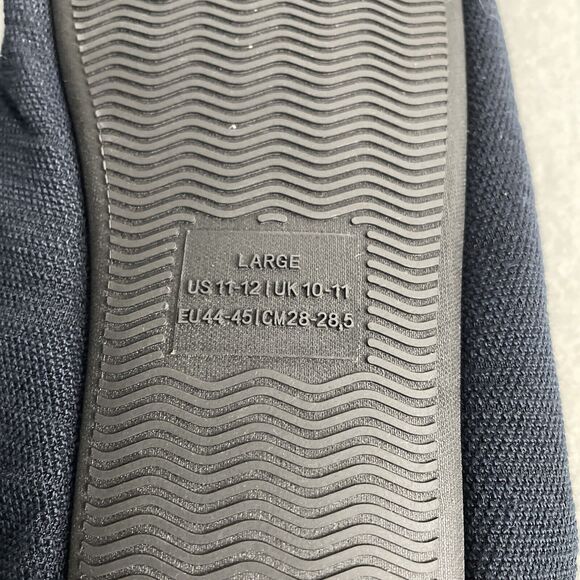 LARGE
US 11-12 | UK 10-11
EU 44-45 | CM 28-28,5